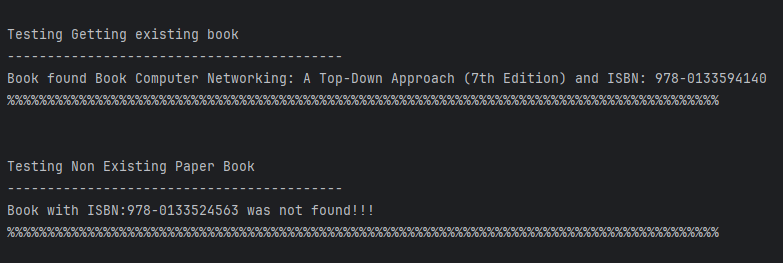 Testing Getting existing book
------------------------------------------
Book found Book Computer Networking: A Top-Down Approach (7th Edition) and ISBN: 978-0133594140
%%%%%%%%%%%%%%%%%%%%%%%%%%%%%%%%%%%%%%%%%%%%%%%%%%%%%%%%%%%%%%%%%%%%%%%%%%%%%%%%%%%%%%%%%%%
Testing Non Existing Paper Book
------------------------------------------
Book with ISBN:978-0133524563 was not found!!!
%%%%%%%%%%%%%%%%%%%%%%%%%%%%%%%%%%%%%%%%%%%%%%%%%%%%%%%%%%%%%%%%%%%%%%%%%%%%%%%%%%%%%%%%%%%